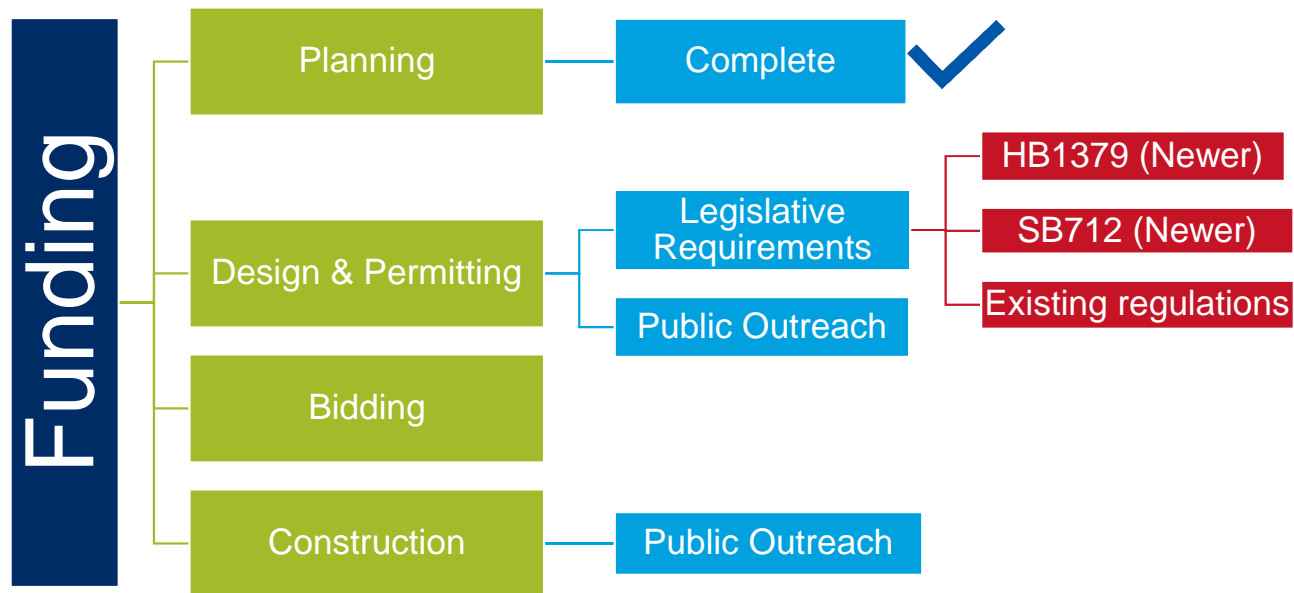 Funding
Planning
Complete
Design & Permitting
Legislative
Requirements
HB1379 (Newer)
SB712 (Newer)
Existing regulations
Public Outreach
Bidding
Construction
Public Outreach